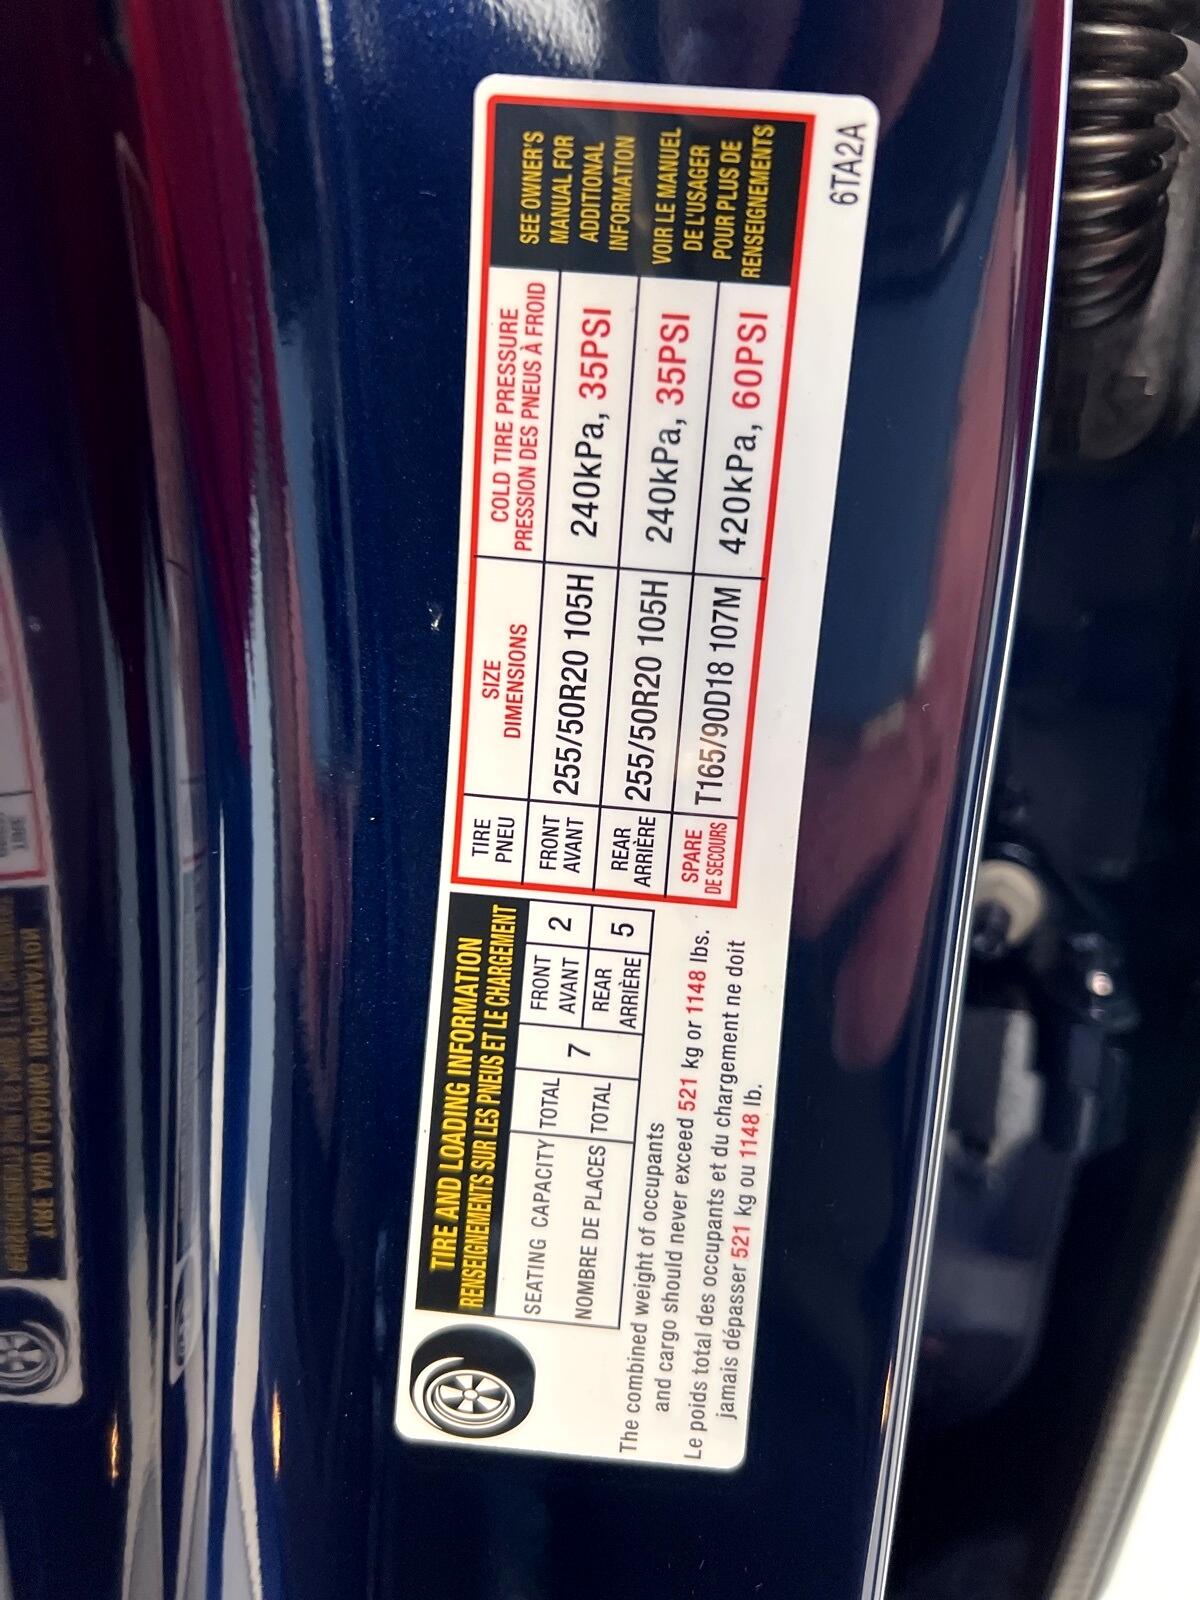 TIRE AND LOADING INFORMATION
RENSEIGNEMENTS SUR LES PNEUS ET LE CHARGEMENT
SEATING CAPACITY TOTAL 7 FRONT AVANT 2
NOMBRE DE PLACES TOTAL REAR ARRIÈRE 5
The combined weight of occupants
and cargo should never exceed 521 kg or 1148 lbs.
Le poids total des occupants et du chargement ne doit
jamais dépasser 521 kg ou 1148 lb.
TIRE PNEU
SIZE DIMENSIONS
COLD TIRE PRESSURE
PRESSION DES PNEUS À FROID
FRONT AVANT 255/50R20 105H 240kPa, 35PSI
REAR ARRIÈRE 255/50R20 105H 240kPa, 35PSI
SPARE DE SECOURS T165/90D18 107M 420kPa, 60PSI
SEE OWNER'S
MANUAL FOR
ADDITIONAL
INFORMATION
VOIR LE MANUEL
DE L'USAGER
POUR PLUS DE
RENSEIGNEMENTS
6TA2A
TIRE AND LOADING INFORMATION